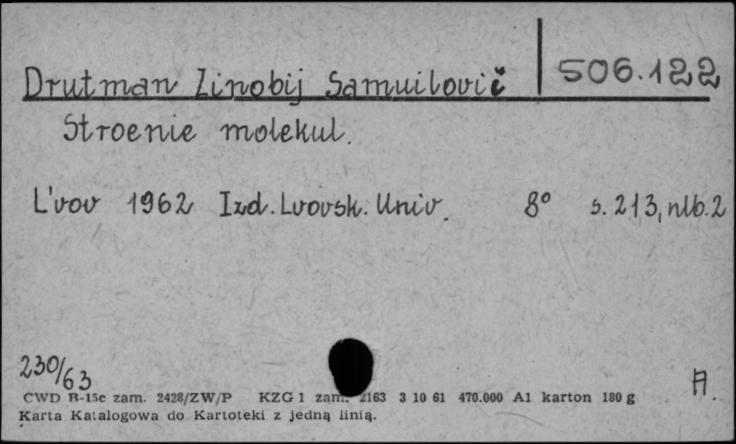 Drutman Zinobij Samuilovič 506.122
Stroenie molekul.
L'vov 1962 Izd. Lvovsk. Univ. 8° s. 213, nlb. 2
230/63
A.
CWD R-15c zam. 2428/ZW/P KZG 1 zam. 2163 3 10 61 470.000 A1 karton 180 g
Karta Katalogowa do Kartoteki z jedną linią.